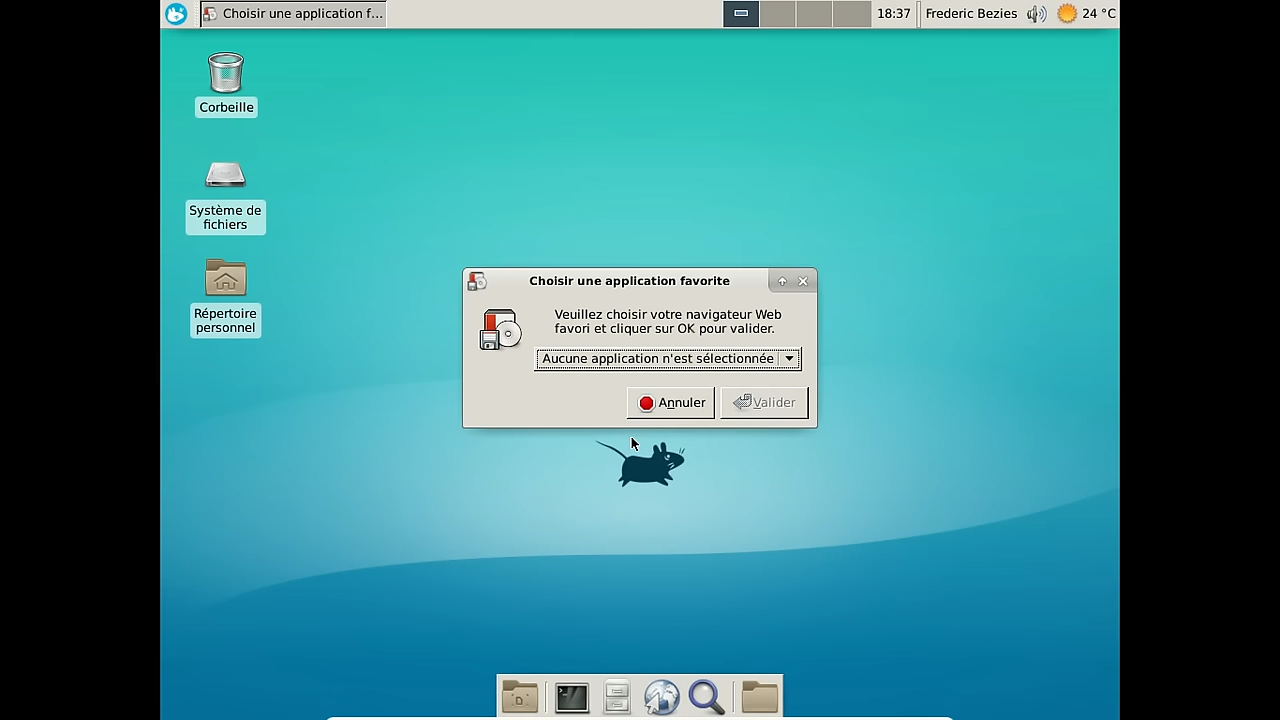 Choisir une application f...
18:37
Frederic Bezies
24 °C
Corbeille
Système de
fichiers
Répertoire
personnel
Choisir une application favorite
Veuillez choisir votre navigateur Web
favori et cliquer sur OK pour valider.
Aucune application n'est sélectionnée
Annuler
Valider